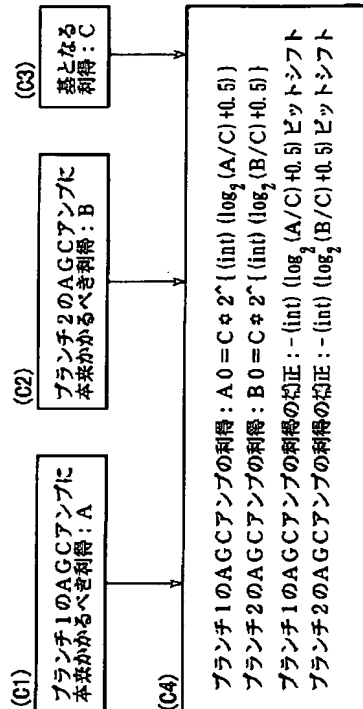 (C1)
ブランチ1のAGCアンプに
本来かかるべき利得:A
(C2)
ブランチ2のAGCアンプに
本来かかるべき利得:B
(C3)
基となる
利得:C
(C4)
ブランチ1のAGCアンプの利得:A0=C*2^{(int)(log₂(A/C)+0.5)}
ブランチ2のAGCアンプの利得:B0=C*2^{(int)(log₂(B/C)+0.5)}
ブランチ1のAGCアンプの利得の補正:-(int)(log₂(A/C)+0.5)ビットシフト
ブランチ2のAGCアンプの利得の補正:-(int)(log₂(B/C)+0.5)ビットシフト